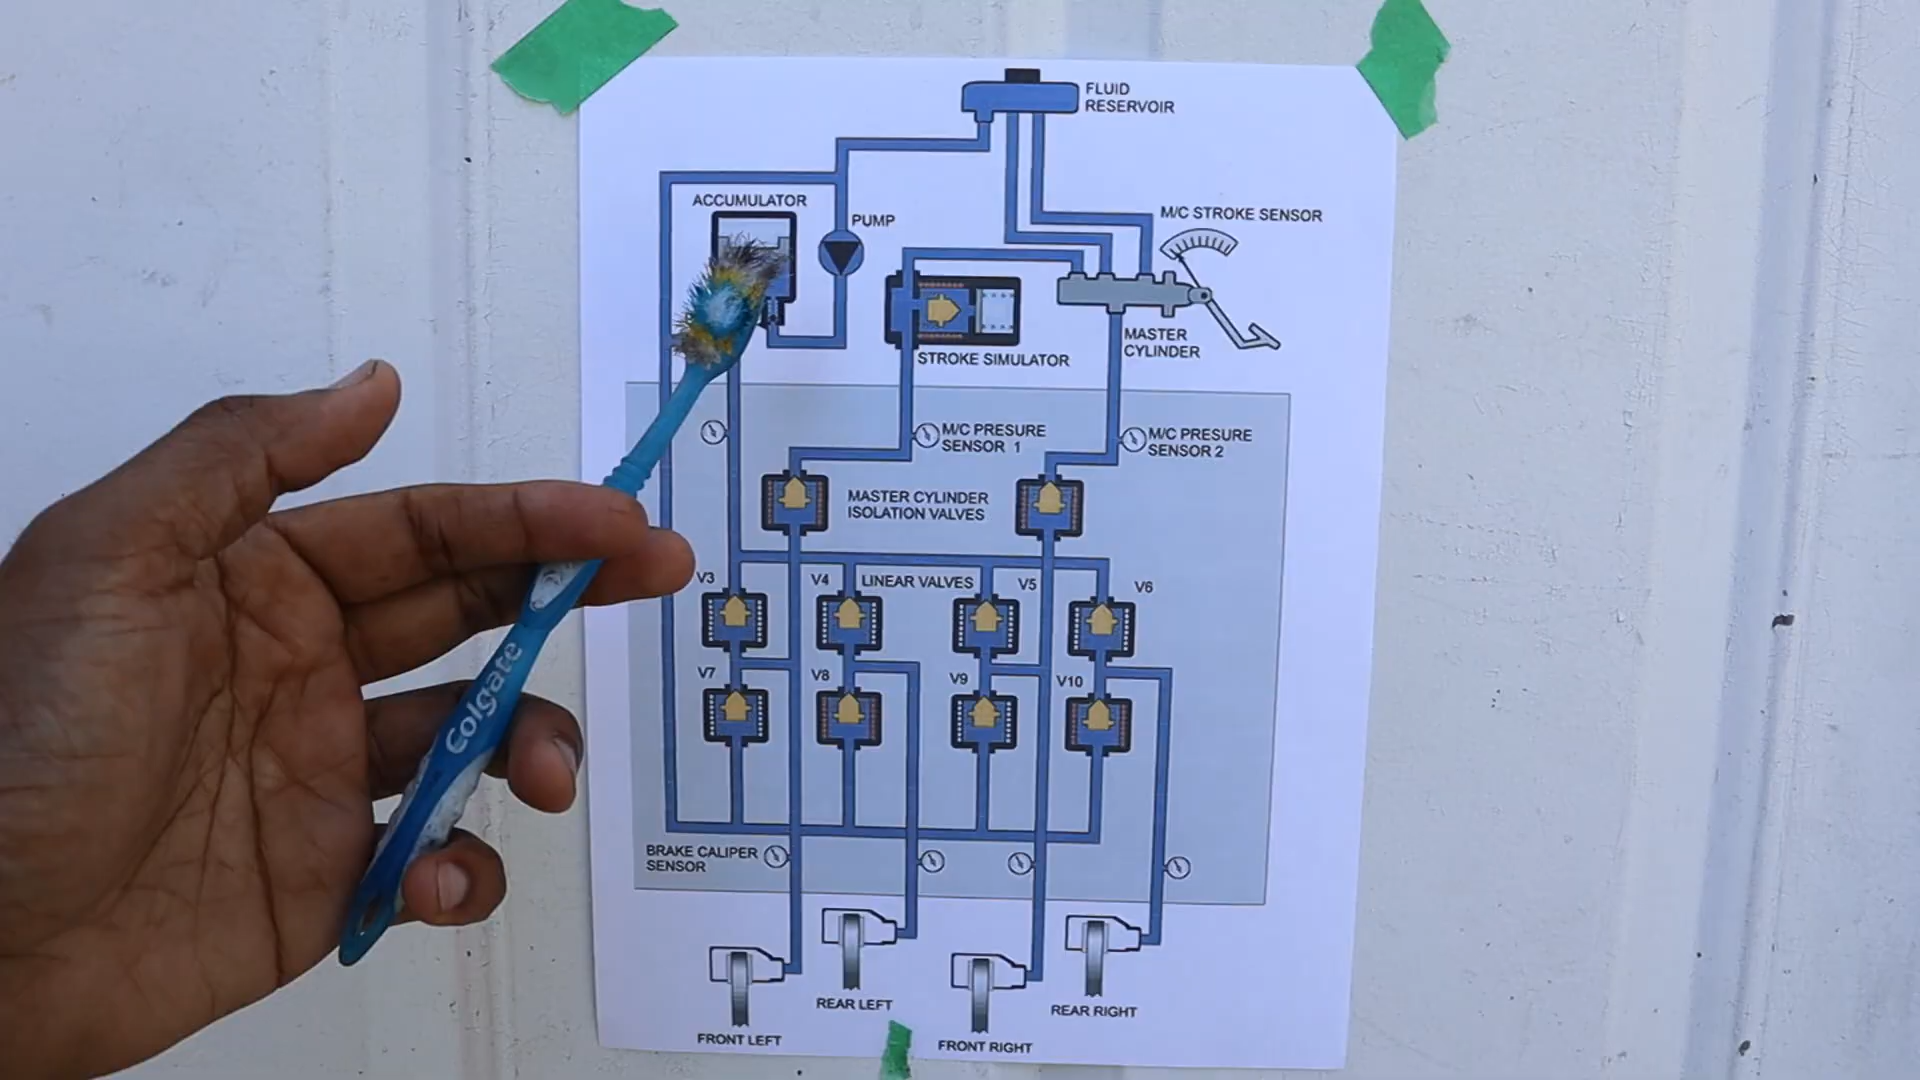 FLUID
RESERVOIR
ACCUMULATOR
PUMP
M/C STROKE SENSOR
MASTER
CYLINDER
STROKE SIMULATOR
M/C PRESURE
SENSOR 1
M/C PRESURE
SENSOR 2
MASTER CYLINDER
ISOLATION VALVES
V3
V4
LINEAR VALVES
V5
V6
V7
V8
V9
V10
Colgate
BRAKE CALIPER
SENSOR
REAR LEFT
REAR RIGHT
FRONT LEFT
FRONT RIGHT